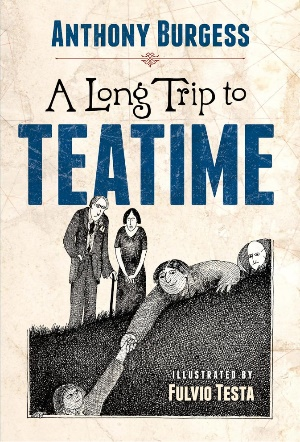 ANTHONY BURGESS
A LONG TRIP TO
TEATIME
ILLUSTRATED BY
FULVIO TESTA